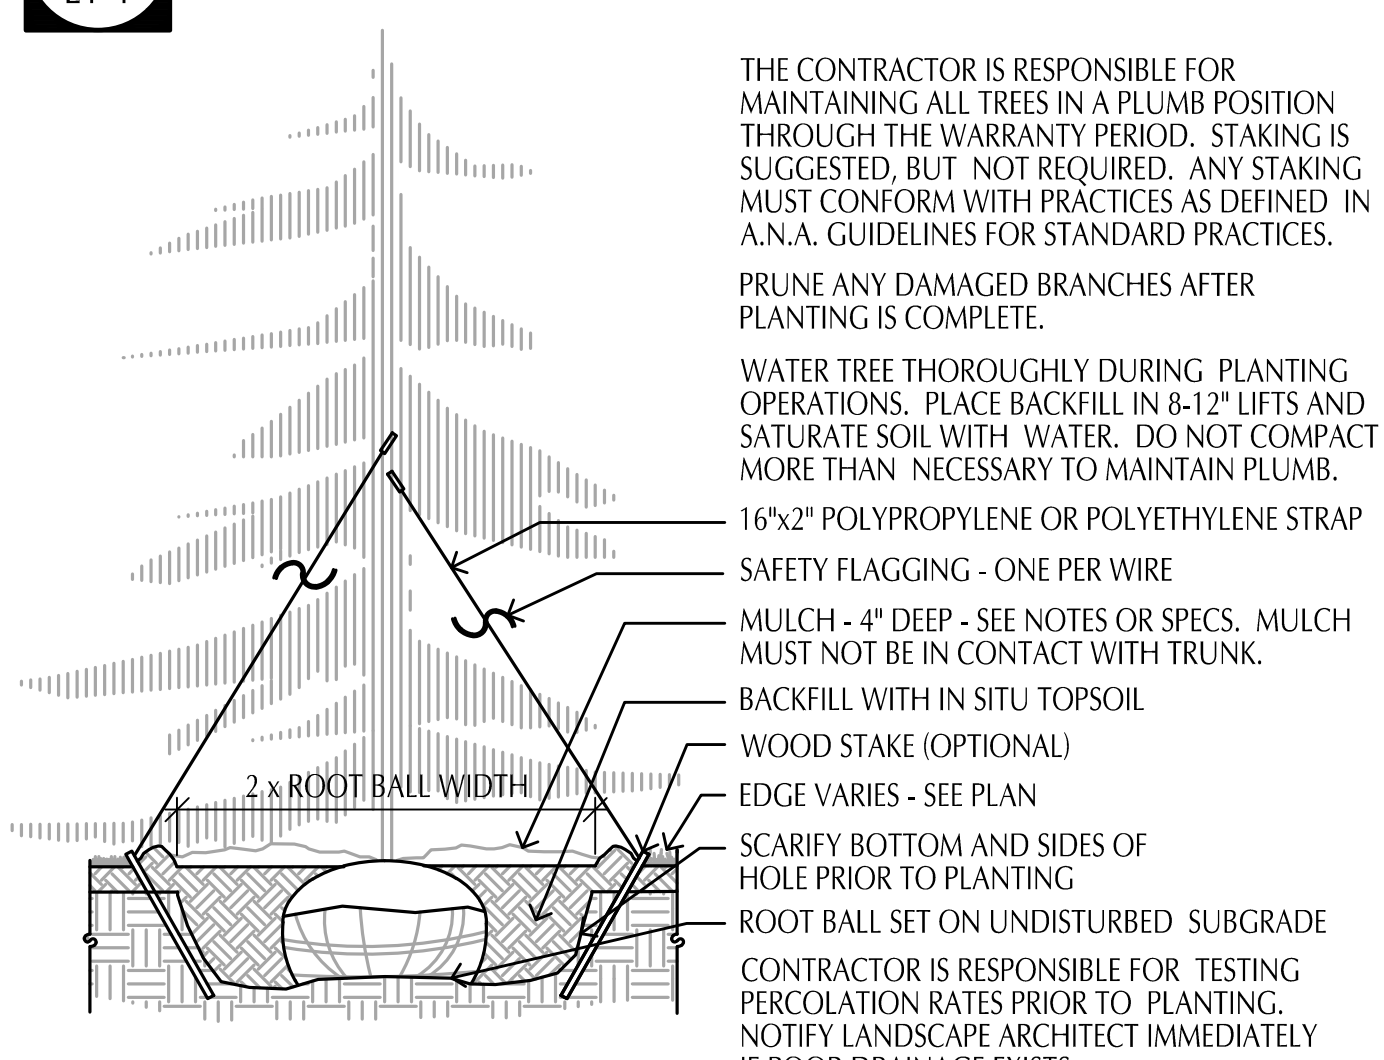 THE CONTRACTOR IS RESPONSIBLE FOR
MAINTAINING ALL TREES IN A PLUMB POSITION
THROUGH THE WARRANTY PERIOD. STAKING IS
SUGGESTED, BUT NOT REQUIRED. ANY STAKING
MUST CONFORM WITH PRACTICES AS DEFINED IN
A.N.A. GUIDELINES FOR STANDARD PRACTICES.
PRUNE ANY DAMAGED BRANCHES AFTER
PLANTING IS COMPLETE.
WATER TREE THOROUGHLY DURING PLANTING
OPERATIONS. PLACE BACKFILL IN 8-12" LIFTS AND
SATURATE SOIL WITH WATER. DO NOT COMPACT
MORE THAN NECESSARY TO MAINTAIN PLUMB.
16"x2" POLYPROPYLENE OR POLYETHYLENE STRAP
SAFETY FLAGGING - ONE PER WIRE
MULCH - 4" DEEP - SEE NOTES OR SPECS. MULCH
MUST NOT BE IN CONTACT WITH TRUNK.
BACKFILL WITH IN SITU TOPSOIL
WOOD STAKE (OPTIONAL)
2 x ROOT BALL WIDTH
EDGE VARIES - SEE PLAN
SCARIFY BOTTOM AND SIDES OF
HOLE PRIOR TO PLANTING
ROOT BALL SET ON UNDISTURBED SUBGRADE
CONTRACTOR IS RESPONSIBLE FOR TESTING
PERCOLATION RATES PRIOR TO PLANTING.
NOTIFY LANDSCAPE ARCHITECT IMMEDIATELY
IF POOR DRAINAGE EXISTS